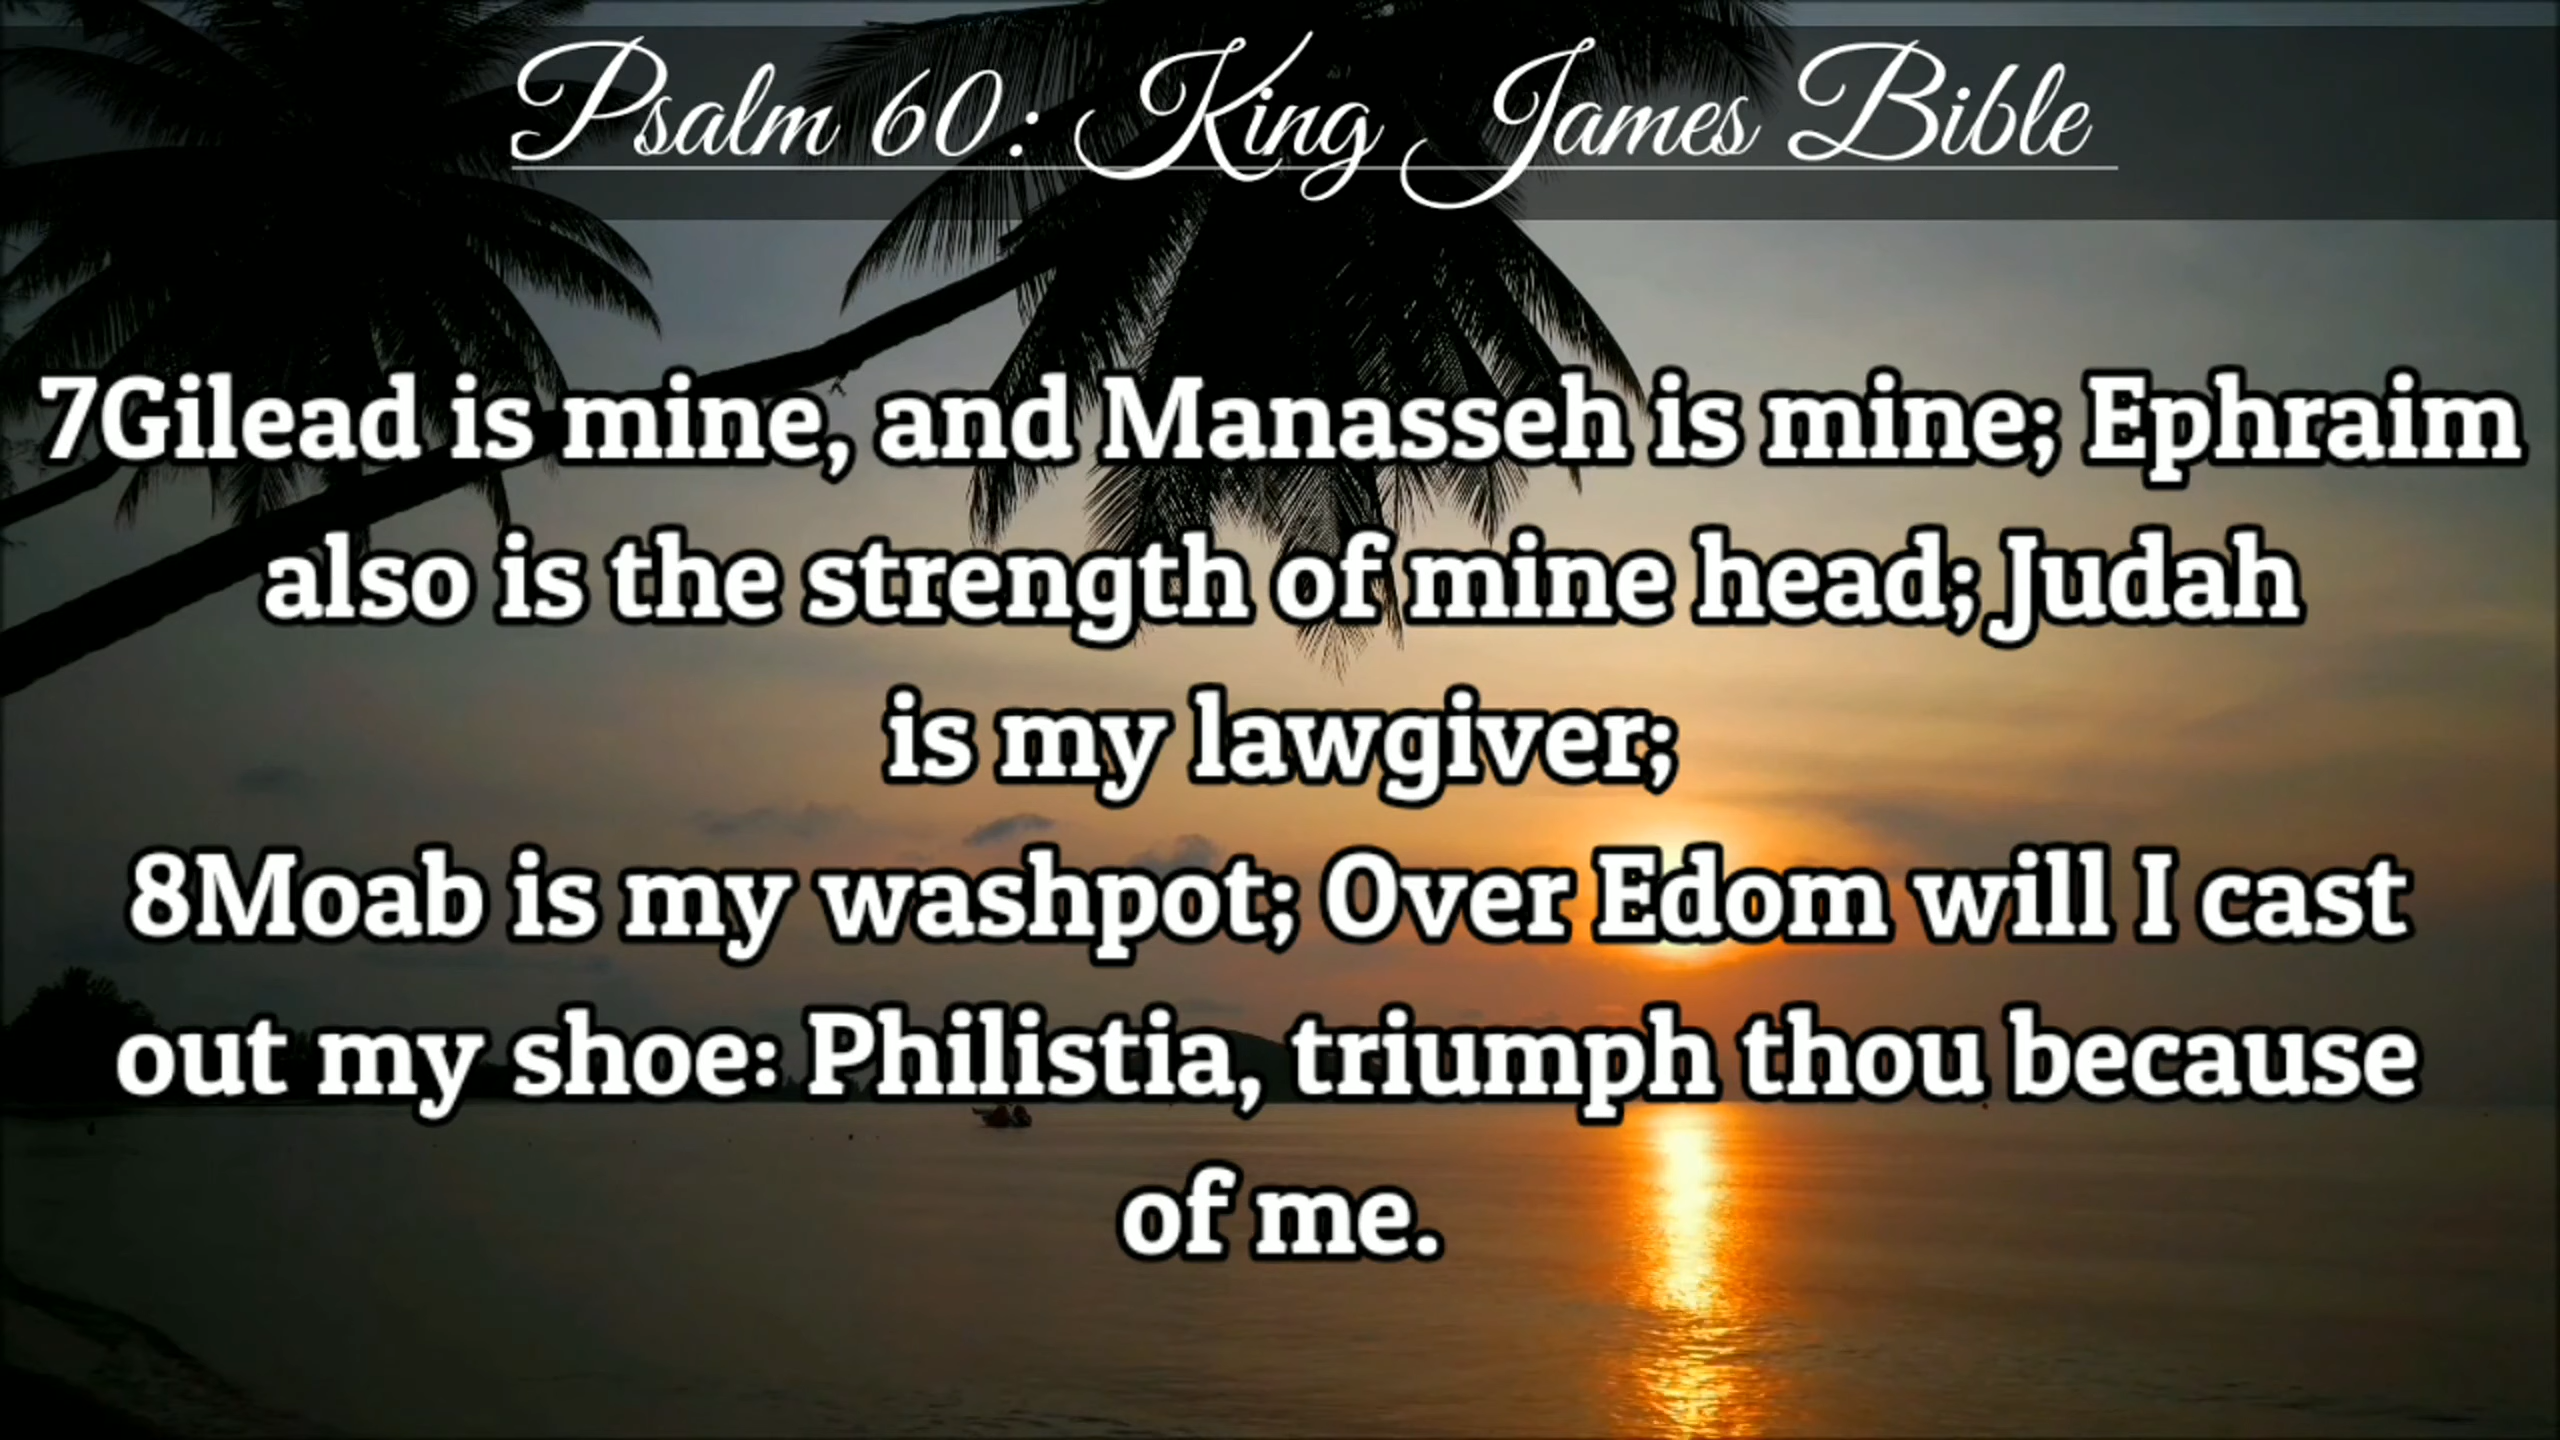 Psalm 60: King James Bible
7Gilead is mine, and Manasseh is mine; Ephraim
also is the strength of mine head; Judah
is my lawgiver;
8Moab is my washpot; Over Edom will I cast
out my shoe: Philistia, triumph thou because
of me.